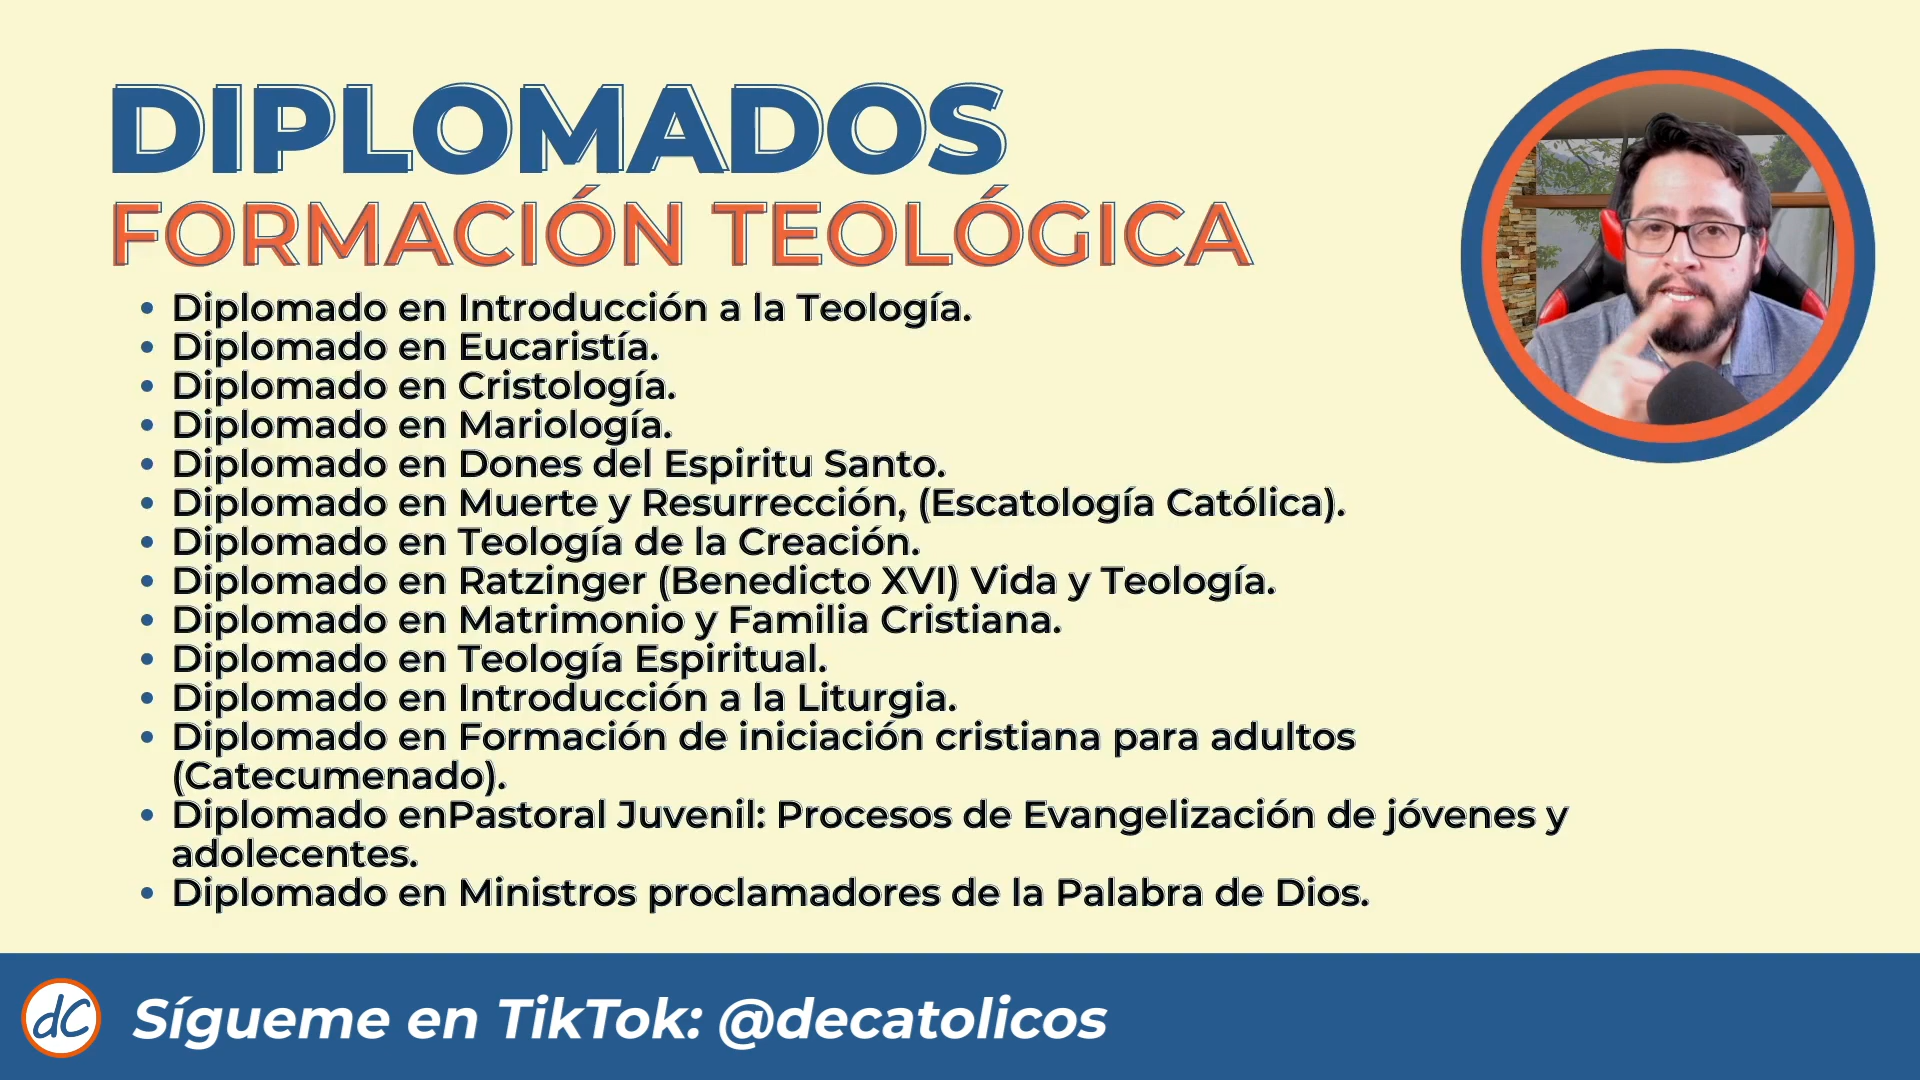 DIPLOMADOS
FORMACIÓN TEOLÓGICA
• Diplomado en Introducción a la Teología.
• Diplomado en Eucaristía.
• Diplomado en Cristología.
• Diplomado en Mariología.
• Diplomado en Dones del Espiritu Santo.
• Diplomado en Muerte y Resurrección, (Escatología Católica).
• Diplomado en Teología de la Creación.
• Diplomado en Ratzinger (Benedicto XVI) Vida y Teología.
• Diplomado en Matrimonio y Familia Cristiana.
• Diplomado en Teología Espiritual.
• Diplomado en Introducción a la Liturgia.
• Diplomado en Formación de iniciación cristiana para adultos
(Catecumenado).
• Diplomado enPastoral Juvenil: Procesos de Evangelización de jóvenes y
adolecentes.
• Diplomado en Ministros proclamadores de la Palabra de Dios.
dC
Sígueme en TikTok: @decatolicos